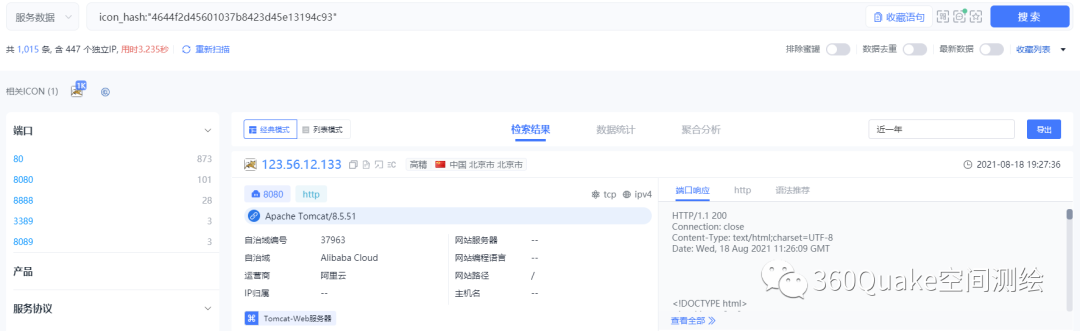 服务数据
icon_hash:"4644f2d45601037b8423d45e13194c93"
收藏语句
搜索
共 1,015 条, 含 447 个独立IP, 用时3.235秒
重新扫描
排除蜜罐
数据去重
最新数据
收藏列表
相关ICON (1)
1K
端口
80 873
8080 101
8888 28
3389 3
8089 3
产品
服务协议
经典模式
列表模式
检索结果
数据统计
聚合分析
近一年
导出
123.56.12.133
高精
中国 北京市 北京市
2021-08-18 19:27:36
8080
http
tcp
ipv4
Apache Tomcat/8.5.51
自治域编号 37963
网站服务器 --
自治域 Alibaba Cloud
网站编程语言 --
运营商 阿里云
网站路径 /
IP归属 --
主机名 --
Tomcat-Web服务器
端口响应
http
语法推荐
HTTP/1.1 200
Connection: close
Content-Type: text/html;charset=UTF-8
Date: Wed, 18 Aug 2021 11:26:09 GMT
<!DOCTYPE html>
查看全部
360Quake空间测绘